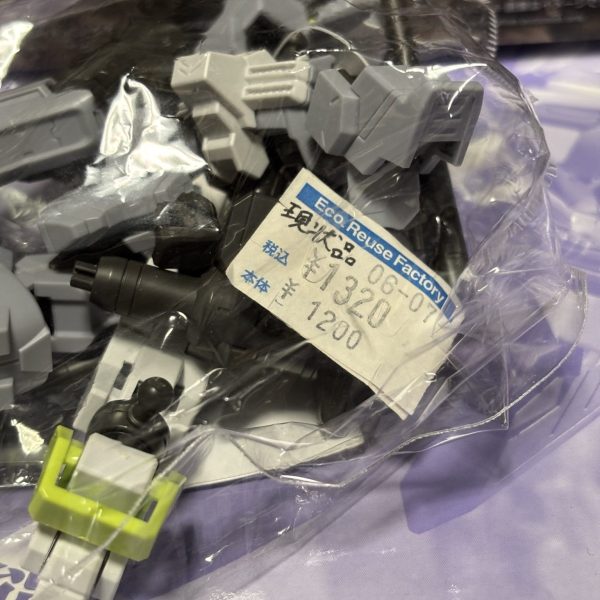 Eco. Reuse Factory
現状品 06-07
税込 ¥1320
本体 ¥1200